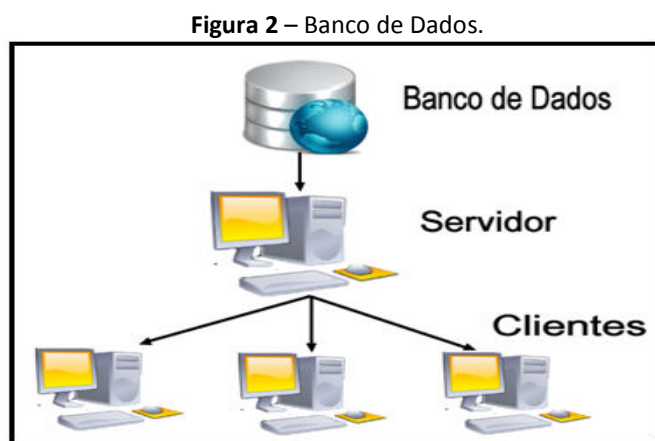 Figura 2 – Banco de Dados.
Banco de Dados
Servidor
Clientes